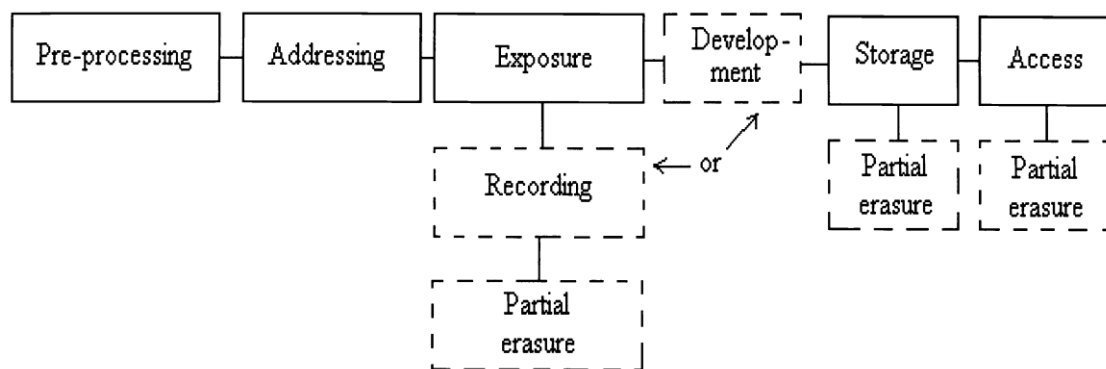 Pre-processing
Addressing
Exposure
Develop-
ment
Storage
Access
or
Recording
Partial
erasure
Partial
erasure
Partial
erasure